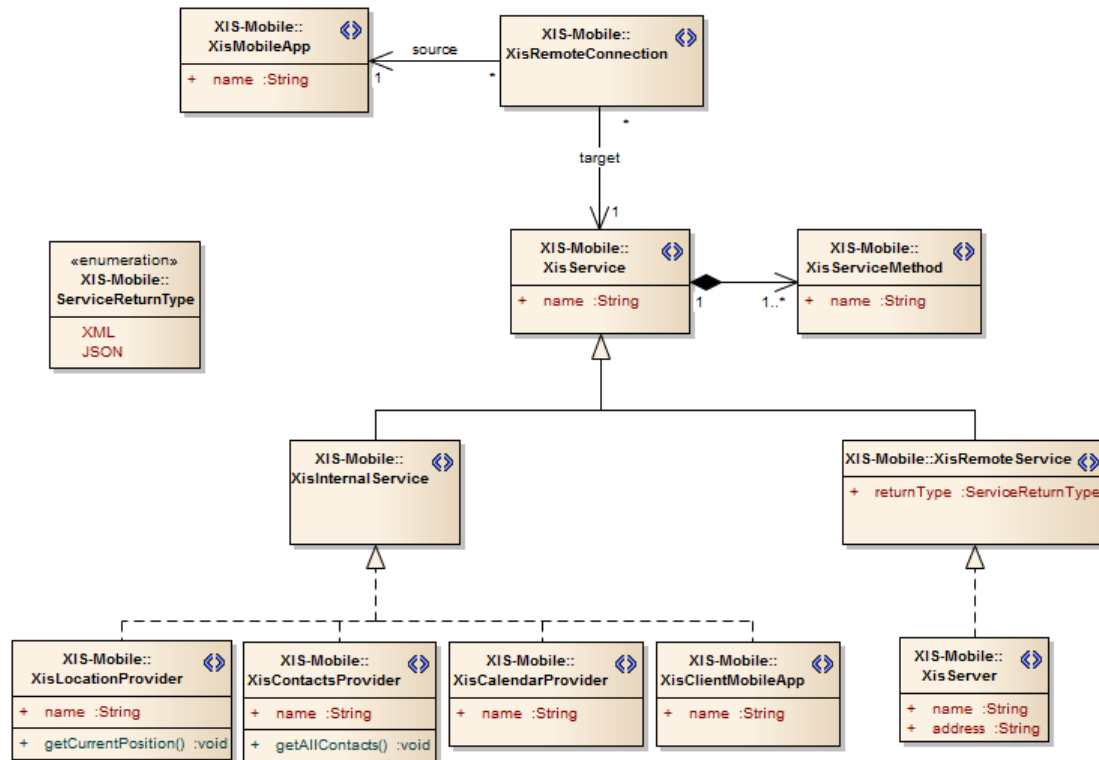 XIS-Mobile::
XisMobileApp
+ name :String
source
1
*
XIS-Mobile::
XisRemoteConnection
*
target
1
«enumeration»
XIS-Mobile::
ServiceReturnType
XML
JSON
XIS-Mobile::
XisService
+ name :String
1
1..*
XIS-Mobile::
XisServiceMethod
+ name :String
XIS-Mobile::
XisInternalService
XIS-Mobile::XisRemoteService
+ returnType :ServiceReturnType
XIS-Mobile::
XisLocationProvider
+ name :String
+ getCurrentPosition() :void
XIS-Mobile::
XisContactsProvider
+ name :String
+ getAllContacts() :void
XIS-Mobile::
XisCalendarProvider
+ name :String
XIS-Mobile::
XisClientMobileApp
+ name :String
XIS-Mobile::
XisServer
+ name :String
+ address :String